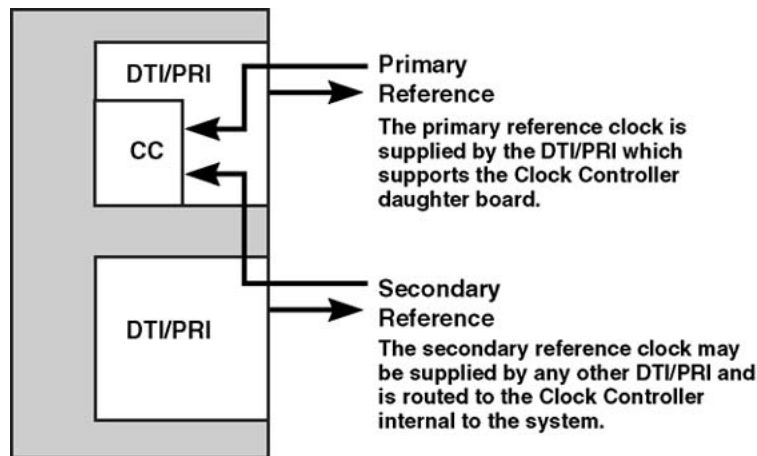 DTI/PRI
CC
Primary
Reference
The primary reference clock is
supplied by the DTI/PRI which
supports the Clock Controller
daughter board.
DTI/PRI
Secondary
Reference
The secondary reference clock may
be supplied by any other DTI/PRI and
is routed to the Clock Controller
internal to the system.